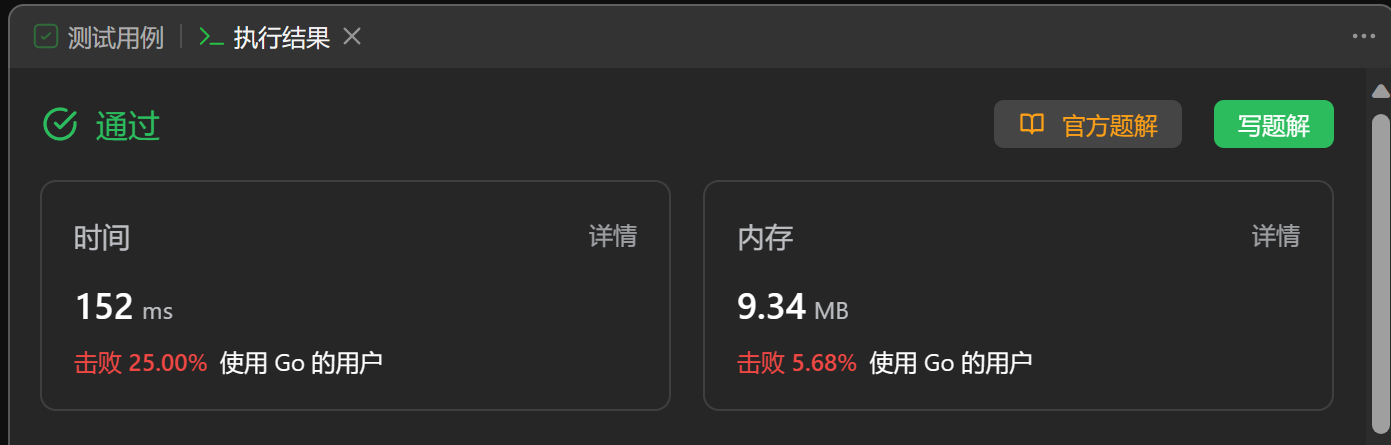 测试用例 执行结果
通过 官方题解 写题解
时间 详情
152 ms
击败 25.00% 使用 Go 的用户
内存 详情
9.34 MB
击败 5.68% 使用 Go 的用户